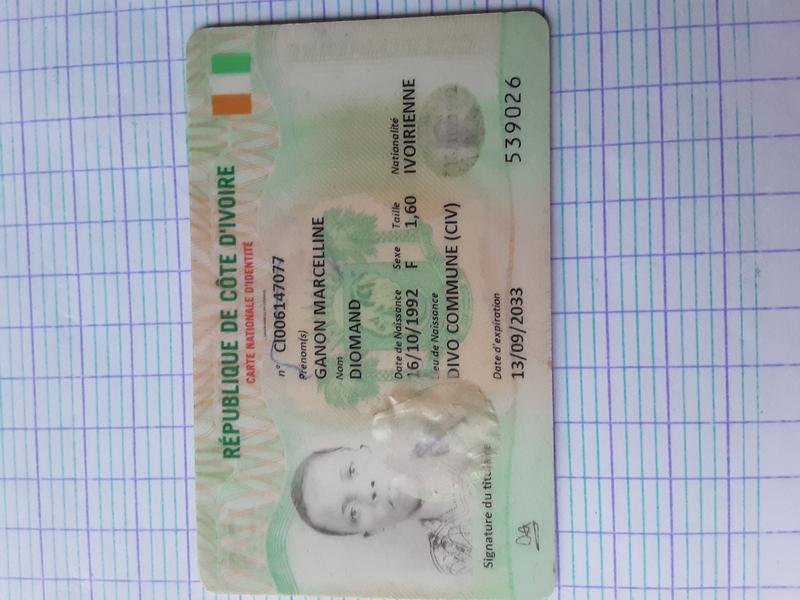 RÉPUBLIQUE DE CÔTE D'IVOIRE
CARTE NATIONALE D'IDENTITÉ
n° CI006147077
Prénom(s)
GANON MARCELLINE
Nom
DIOMAND
Date de Naissance Sexe Taille Nationalité
16/10/1992 F 1,60 IVOIRIENNE
Lieu de Naissance
DIVO COMMUNE (CIV)
Date d'expiration
13/09/2033
539026
Signature du titulaire